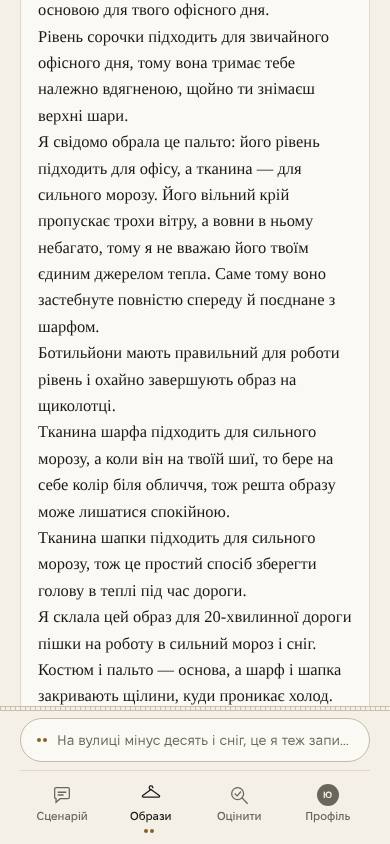 основою для твого офісного дня.
Рівень сорочки підходить для звичайного
офісного дня, тому вона тримає тебе
належно вдягненою, щойно ти знімаєш
верхні шари.
Я свідомо обрала це пальто: його рівень
підходить для офісу, а тканина — для
сильного морозу. Його вільний крій
пропускає трохи вітру, а вовни в ньому
небагато, тому я не вважаю його твоїм
єдиним джерелом тепла. Саме тому воно
застебнуте повністю спереду й поєднане з
шарфом.
Ботильйони мають правильний для роботи
рівень і охайно завершують образ на
щиколотці.
Тканина шарфа підходить для сильного
морозу, а коли він на твоїй шиї, то бере на
себе колір біля обличчя, тож решта образу
може лишатися спокійною.
Тканина шапки підходить для сильного
морозу, тож це простий спосіб зберегти
голову в теплі під час дороги.
Я склала цей образ для 20-хвилинної дороги
пішки на роботу в сильний мороз і сніг.
Костюм і пальто — основа, а шарф і шапка
закривають щілини, куди проникає холод.
На вулиці мінус десять і сніг, це я теж запи...
Сценарій
Образи
Оцінити
Ю
Профіль